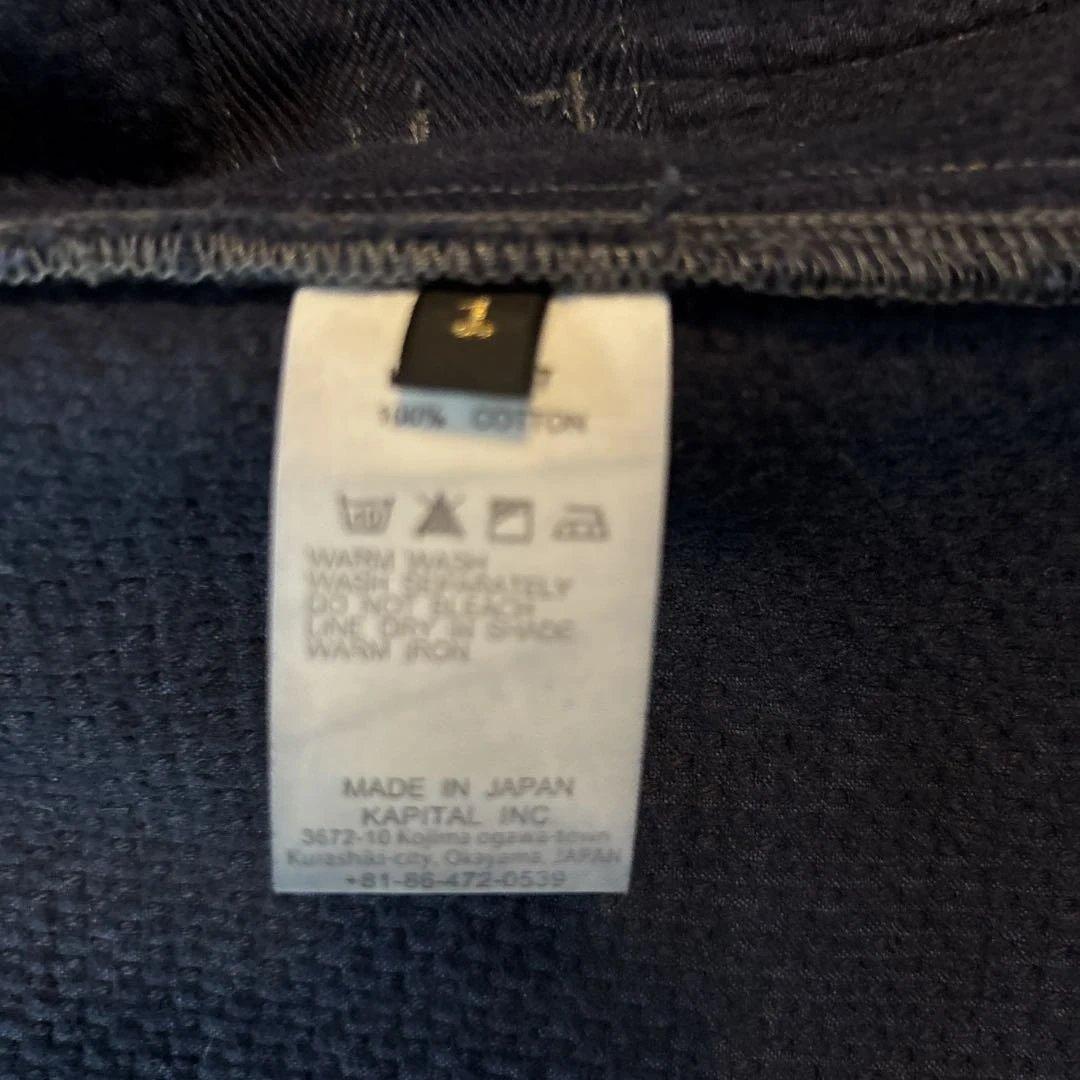 1
100% COTTON
WARM WASH
WASH SEPARATELY
DO NOT BLEACH
LINE DRY IN SHADE
WARM IRON
MADE IN JAPAN
KAPITAL INC
3672-10 Kojima ogawa-town
Kurashiki-city, Okayama, JAPAN
+81-86-472-0539